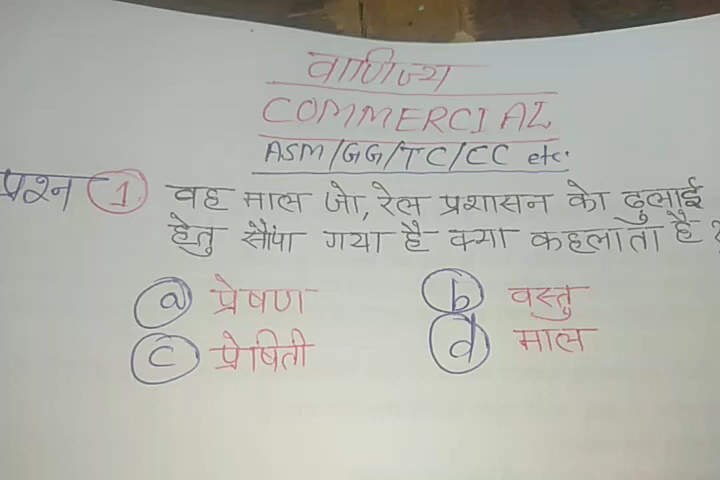 वाणिज्य
COMMERCIAL
ASM/GG/TC/CC etc.
प्रश्न 1. वह माल जो, रेल प्रशासन को ढुलाई
हेतु सौंपा गया है क्या कहलाता है?
a प्रेषण b वस्तु
c प्रेषिती d माल